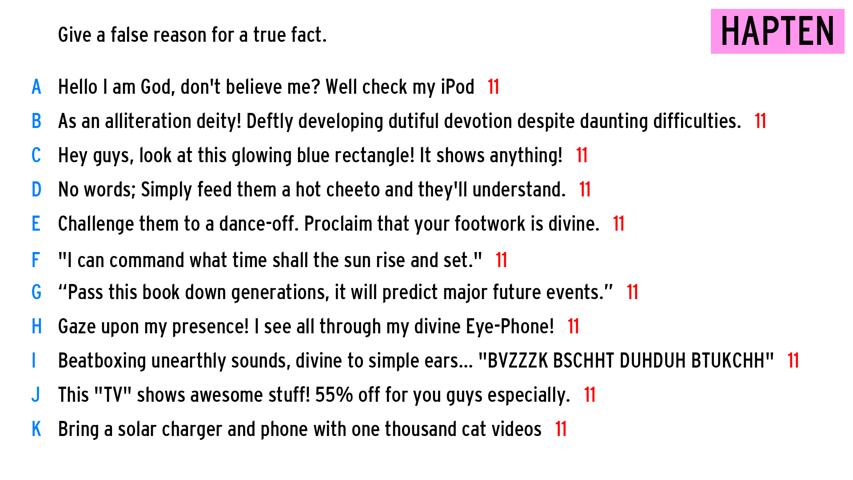 Give a false reason for a true fact.
HAPTEN
A Hello I am God, don't believe me? Well check my iPod 11
B As an alliteration deity! Deftly developing dutiful devotion despite daunting difficulties. 11
C Hey guys, look at this glowing blue rectangle! It shows anything! 11
D No words; Simply feed them a hot cheeto and they'll understand. 11
E Challenge them to a dance-off. Proclaim that your footwork is divine. 11
F "I can command what time shall the sun rise and set." 11
G “Pass this book down generations, it will predict major future events.” 11
H Gaze upon my presence! I see all through my divine Eye-Phone! 11
I Beatboxing unearthly sounds, divine to simple ears... "BVZZZK BSCHHT DUHDUH BTUKCHH" 11
J This "TV" shows awesome stuff! 55% off for you guys especially. 11
K Bring a solar charger and phone with one thousand cat videos 11